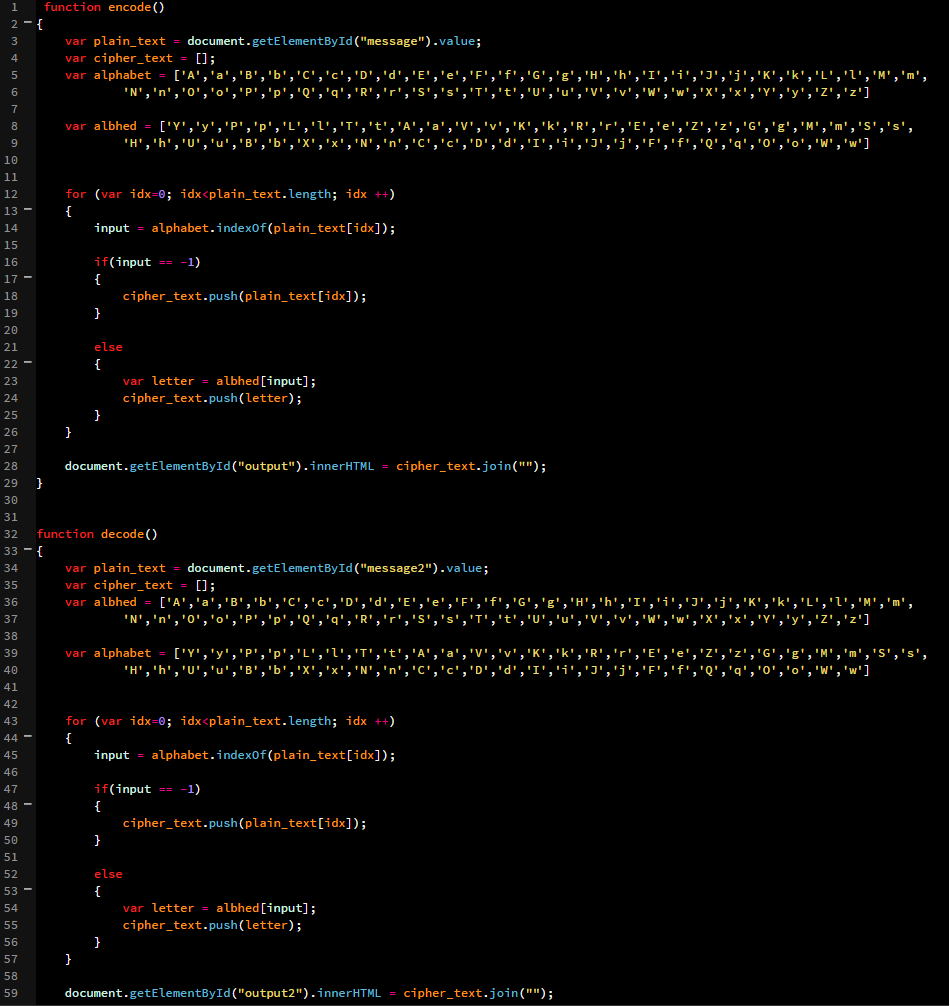 1 function encode()
2 {
3 var plain_text = document.getElementById("message").value;
4 var cipher_text = [];
5 var alphabet = ['A','a','B','b','C','c','D','d','E','e','F','f','G','g','H','h','I','i','J','j','K','k','L','l','M','m',
6 'N','n','O','o','P','p','Q','q','R','r','S','s','T','t','U','u','V','v','W','w','X','x','Y','y','Z','z']
7
8 var albhed = ['Y','y','P','p','L','l','T','t','A','a','V','v','K','k','R','r','E','e','Z','z','G','g','M','m','S','s',
9 'H','h','U','u','B','b','X','x','N','n','C','c','D','d','I','i','J','j','F','f','Q','q','O','o','W','w']
10
11
12 for (var idx=0; idx<plain_text.length; idx ++)
13 {
14 input = alphabet.indexOf(plain_text[idx]);
15
16 if(input == -1)
17 {
18 cipher_text.push(plain_text[idx]);
19 }
20
21 else
22 {
23 var letter = albhed[input];
24 cipher_text.push(letter);
25 }
26 }
27
28 document.getElementById("output").innerHTML = cipher_text.join("");
29 }
30
31
32 function decode()
33 {
34 var plain_text = document.getElementById("message2").value;
35 var cipher_text = [];
36 var albhed = ['A','a','B','b','C','c','D','d','E','e','F','f','G','g','H','h','I','i','J','j','K','k','L','l','M','m',
37 'N','n','O','o','P','p','Q','q','R','r','S','s','T','t','U','u','V','v','W','w','X','x','Y','y','Z','z']
38
39 var alphabet = ['Y','y','P','p','L','l','T','t','A','a','V','v','K','k','R','r','E','e','Z','z','G','g','M','m','S','s',
40 'H','h','U','u','B','b','X','x','N','n','C','c','D','d','I','i','J','j','F','f','Q','q','O','o','W','w']
41
42
43 for (var idx=0; idx<plain_text.length; idx ++)
44 {
45 input = alphabet.indexOf(plain_text[idx]);
46
47 if(input == -1)
48 {
49 cipher_text.push(plain_text[idx]);
50 }
51
52 else
53 {
54 var letter = albhed[input];
55 cipher_text.push(letter);
56 }
57 }
58
59 document.getElementById("output2").innerHTML = cipher_text.join("");